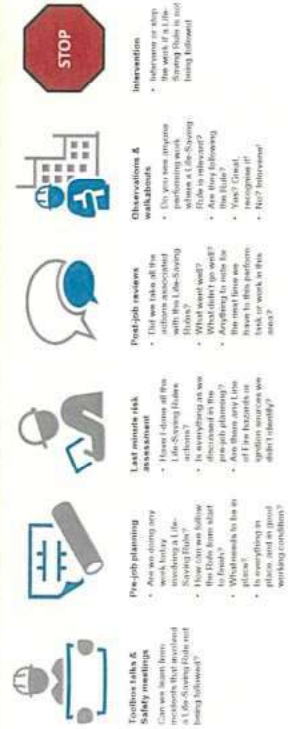 Toolbox talks &
Safety meetings
Can we learn from
incidents that involved
a Life-Saving Rule not
being followed?
Pre-job planning
• Are we doing any
work today
involving a Life-
Saving Rule?
• How can we follow
the Rule from start
to finish?
• What needs to be in
place?
• Is everything in
place, and in good
working condition?
Last minute risk
assessment
• Have I done all the
Life-Saving Rules
actions?
• Is everything as we
discussed in the
pre-job planning?
• Are there any Line
of Fire hazards or
ignition sources we
didn't identify?
Post-job reviews
• Did we take all the
actions associated
with this Life-Saving
Rules?
• What went well?
What didn't go well?
• Anything to note for
the next time we
have to this perform
task or work in this
area?
Observations &
walkabouts
• Do you see anyone
performing work
where a Life-Saving
Rule is relevant?
• Are they following
the Rule?
• Yes? Great,
recognise it!
• No? Intervene!
STOP
Intervention
• Intervene or stop
the work if a Life-
Saving Rule is not
being followed